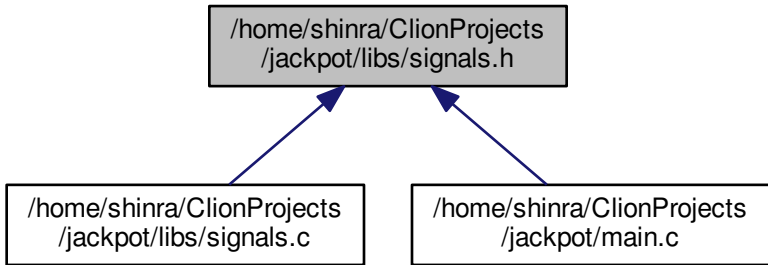 /home/shinra/ClionProjects
/jackpot/libs/signals.h
/home/shinra/ClionProjects
/jackpot/libs/signals.c
/home/shinra/ClionProjects
/jackpot/main.c